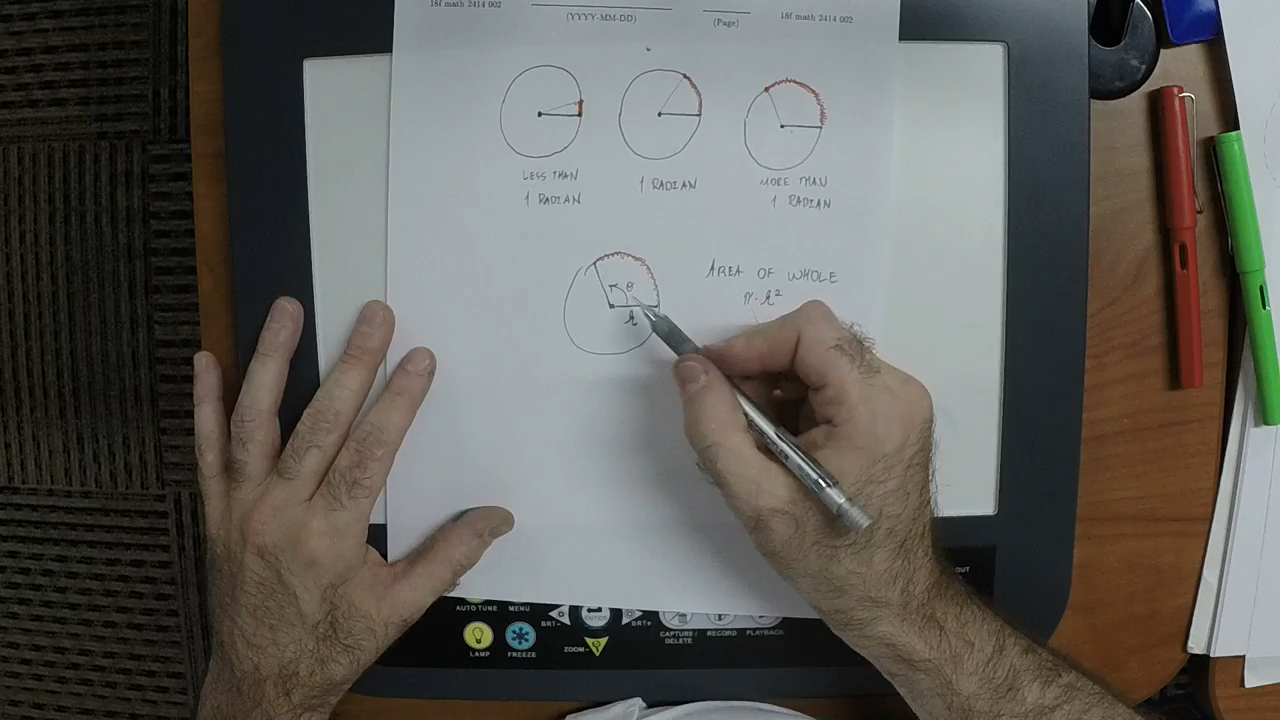 18f math 2414 002
(YYYY-MM-DD)
(Page)
18f math 2414 002
LESS THAN
1 RADIAN
1 RADIAN
MORE THAN
1 RADIAN
θ
r
AREA OF WHOLE
π·r²
AUTO TUNE
MENU
BRT-
ENTER
BRT+
CAPTURE /
DELETE
RECORD
PLAYBACK
LAMP
FREEZE
ZOOM-
OUT